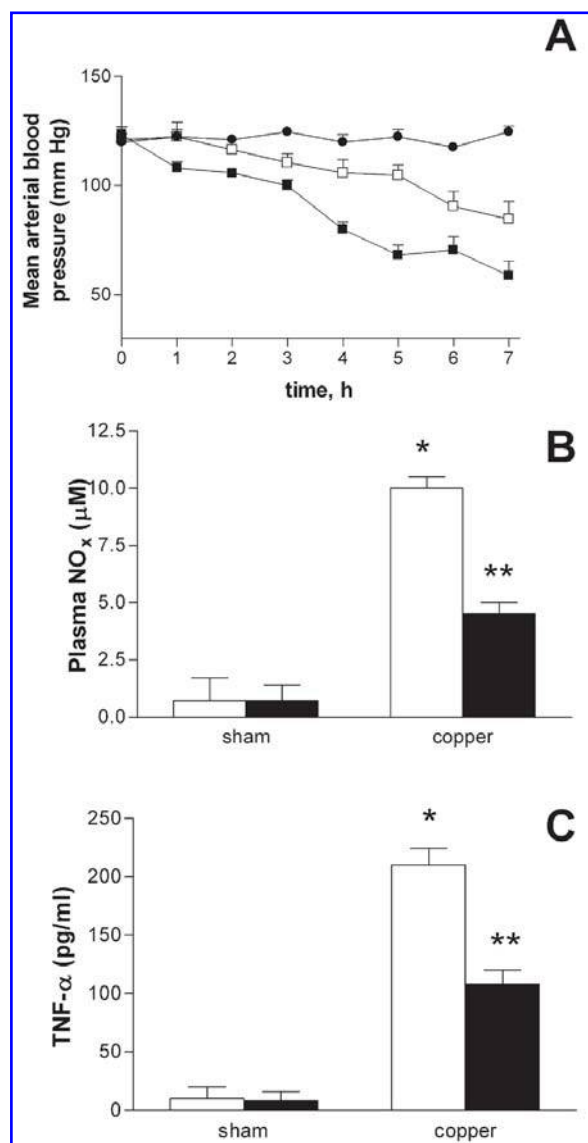 A
150
100
50
Mean arterial blood
pressure (mm Hg)
0 1 2 3 4 5 6 7
time, h
B
12.5
10.0
7.5
5.0
2.5
0.0
Plasma NOx (μM)
*
**
sham copper
C
250
200
150
100
50
0
TNF-α (pg/ml)
*
**
sham copper